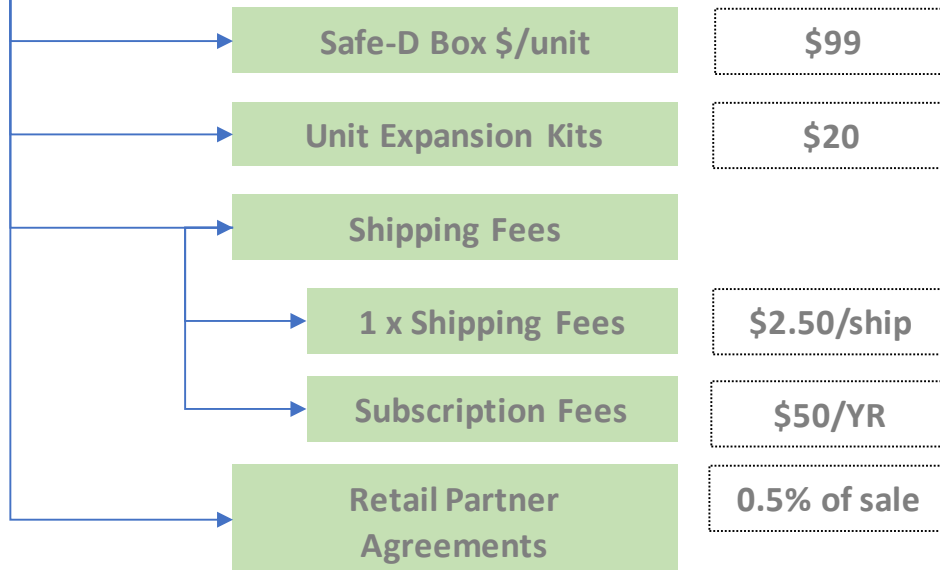 Safe-D Box $/unit
$99
Unit Expansion Kits
$20
Shipping Fees
1 x Shipping Fees
$2.50/ship
Subscription Fees
$50/YR
Retail Partner
Agreements
0.5% of sale